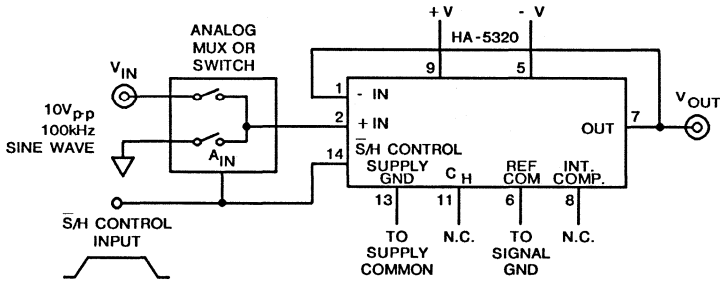 +V
- V
HA-5320
ANALOG
MUX OR
SWITCH
9
5
VIN
1
- IN
10Vp-p
100kHz
SINE WAVE
2
+ IN
7
VOUT
OUT
AIN
14
S̅/H CONTROL
SUPPLY
GND
CH
REF
COM
INT.
COMP.
13
11
6
8
S̅/H CONTROL
INPUT
TO
SUPPLY
COMMON
N.C.
TO
SIGNAL
GND
N.C.